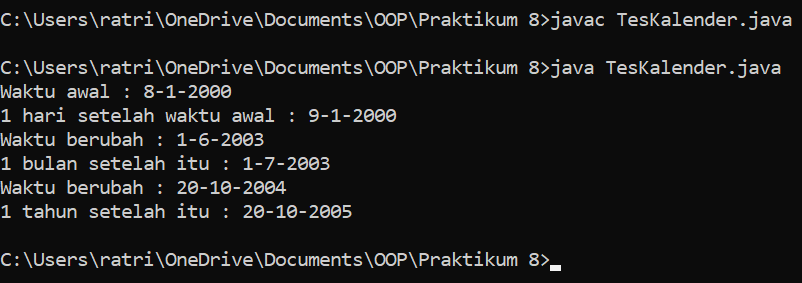 C:\Users\ratri\OneDrive\Documents\OOP\Praktikum 8>javac TesKalender.java
C:\Users\ratri\OneDrive\Documents\OOP\Praktikum 8>java TesKalender.java
Waktu awal : 8-1-2000
1 hari setelah waktu awal : 9-1-2000
Waktu berubah : 1-6-2003
1 bulan setelah itu : 1-7-2003
Waktu berubah : 20-10-2004
1 tahun setelah itu : 20-10-2005
C:\Users\ratri\OneDrive\Documents\OOP\Praktikum 8>